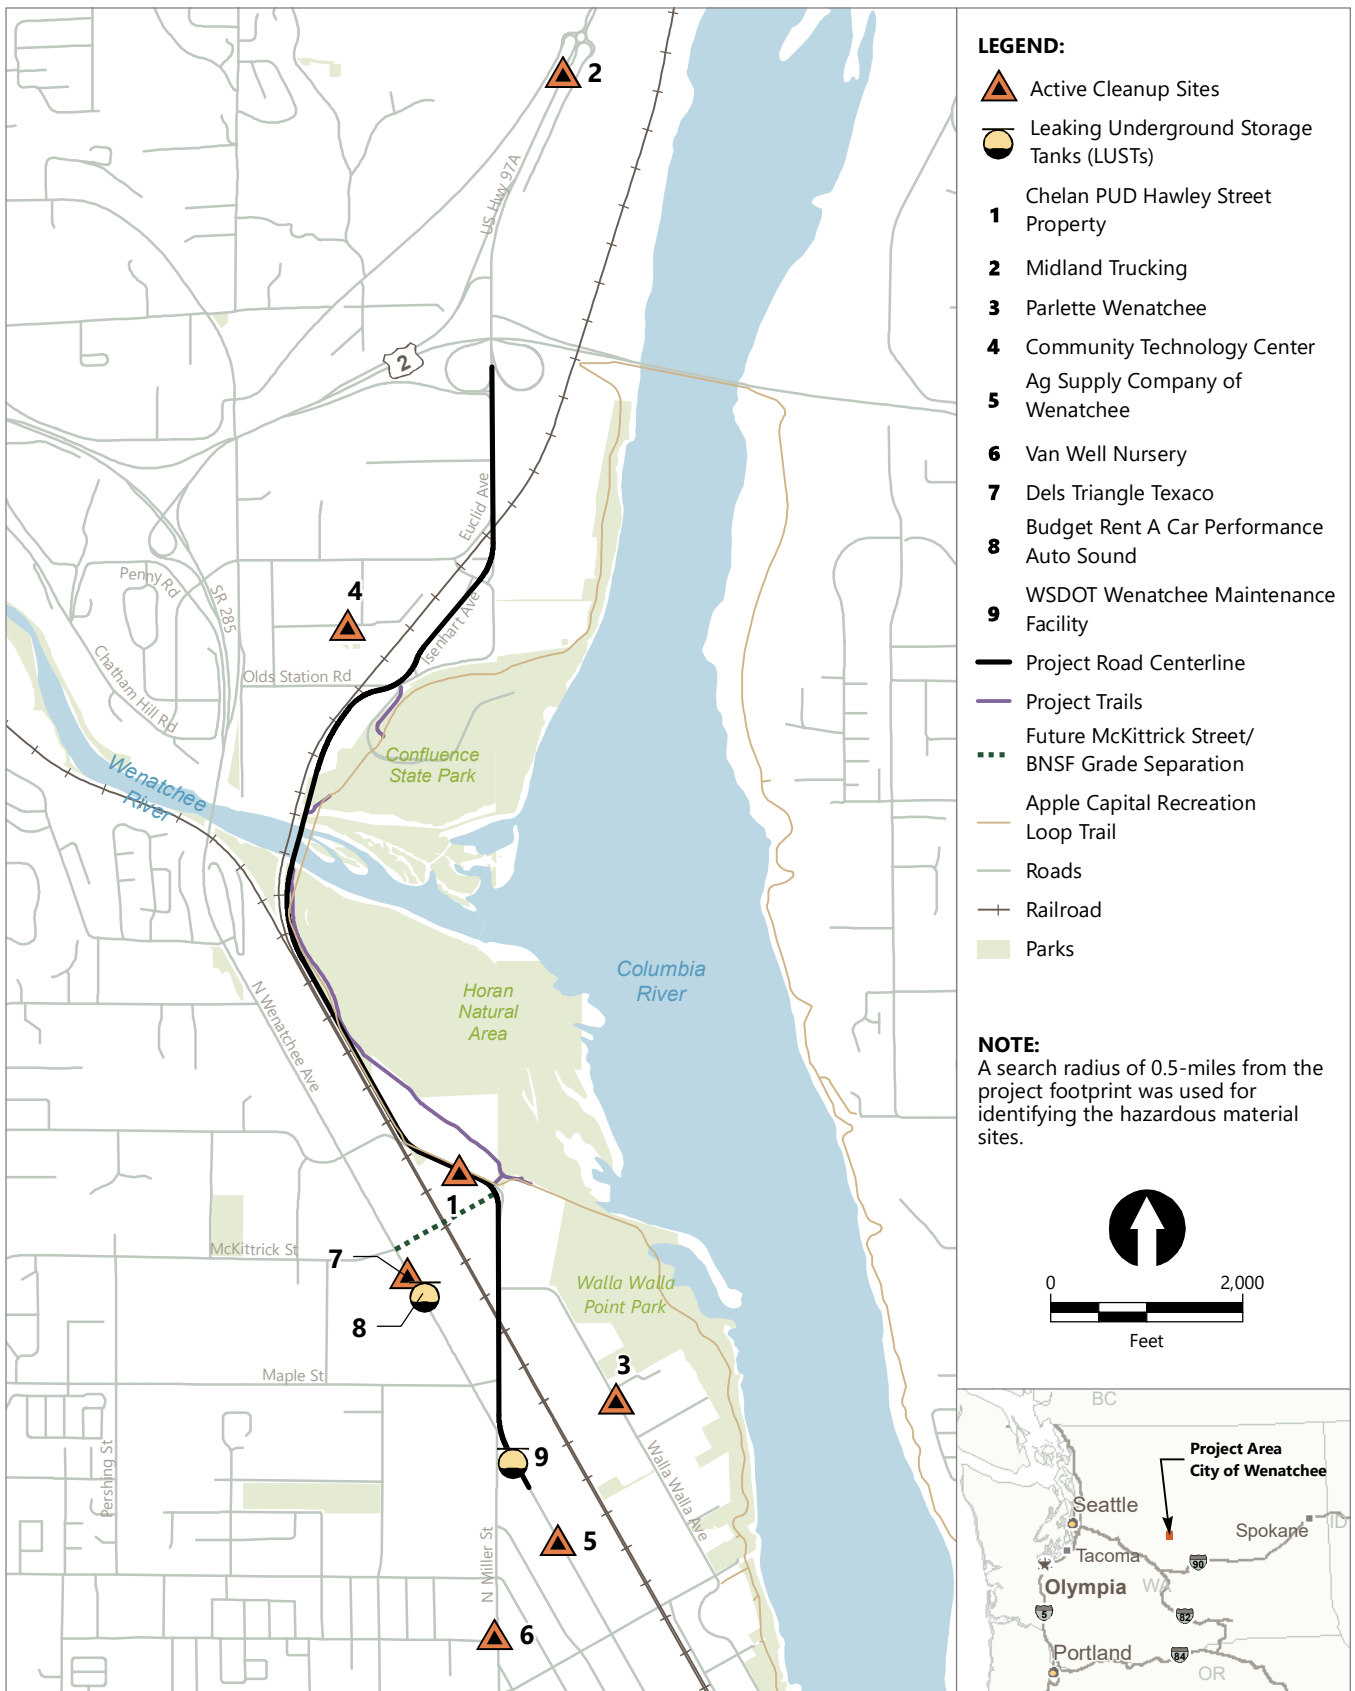 2
US Hwy 97A
2
Euclid Ave
Penny Rd
SR 285
4
Isenhart Ave
Chatham Hill Rd
Olds Station Rd
Confluence
State Park
Wenatchee
River
Columbia
River
Horan
Natural
Area
N Wenatchee Ave
1
McKittrick St
7
8
Walla Walla
Point Park
Maple St
3
9
Pershing St
Walla Walla Ave
5
N Miller St
6
LEGEND:
Active Cleanup Sites
Leaking Underground Storage
Tanks (LUSTs)
1 Chelan PUD Hawley Street
Property
2 Midland Trucking
3 Parlette Wenatchee
4 Community Technology Center
5 Ag Supply Company of
Wenatchee
6 Van Well Nursery
7 Dels Triangle Texaco
8 Budget Rent A Car Performance
Auto Sound
9 WSDOT Wenatchee Maintenance
Facility
Project Road Centerline
Project Trails
Future McKittrick Street/
BNSF Grade Separation
Apple Capital Recreation
Loop Trail
Roads
Railroad
Parks
NOTE:
A search radius of 0.5-miles from the
project footprint was used for
identifying the hazardous material
sites.
0 2,000
Feet
BC
Project Area
City of Wenatchee
Seattle
Spokane
ID
Tacoma
90
Olympia
WA
5
82
Portland
84
OR